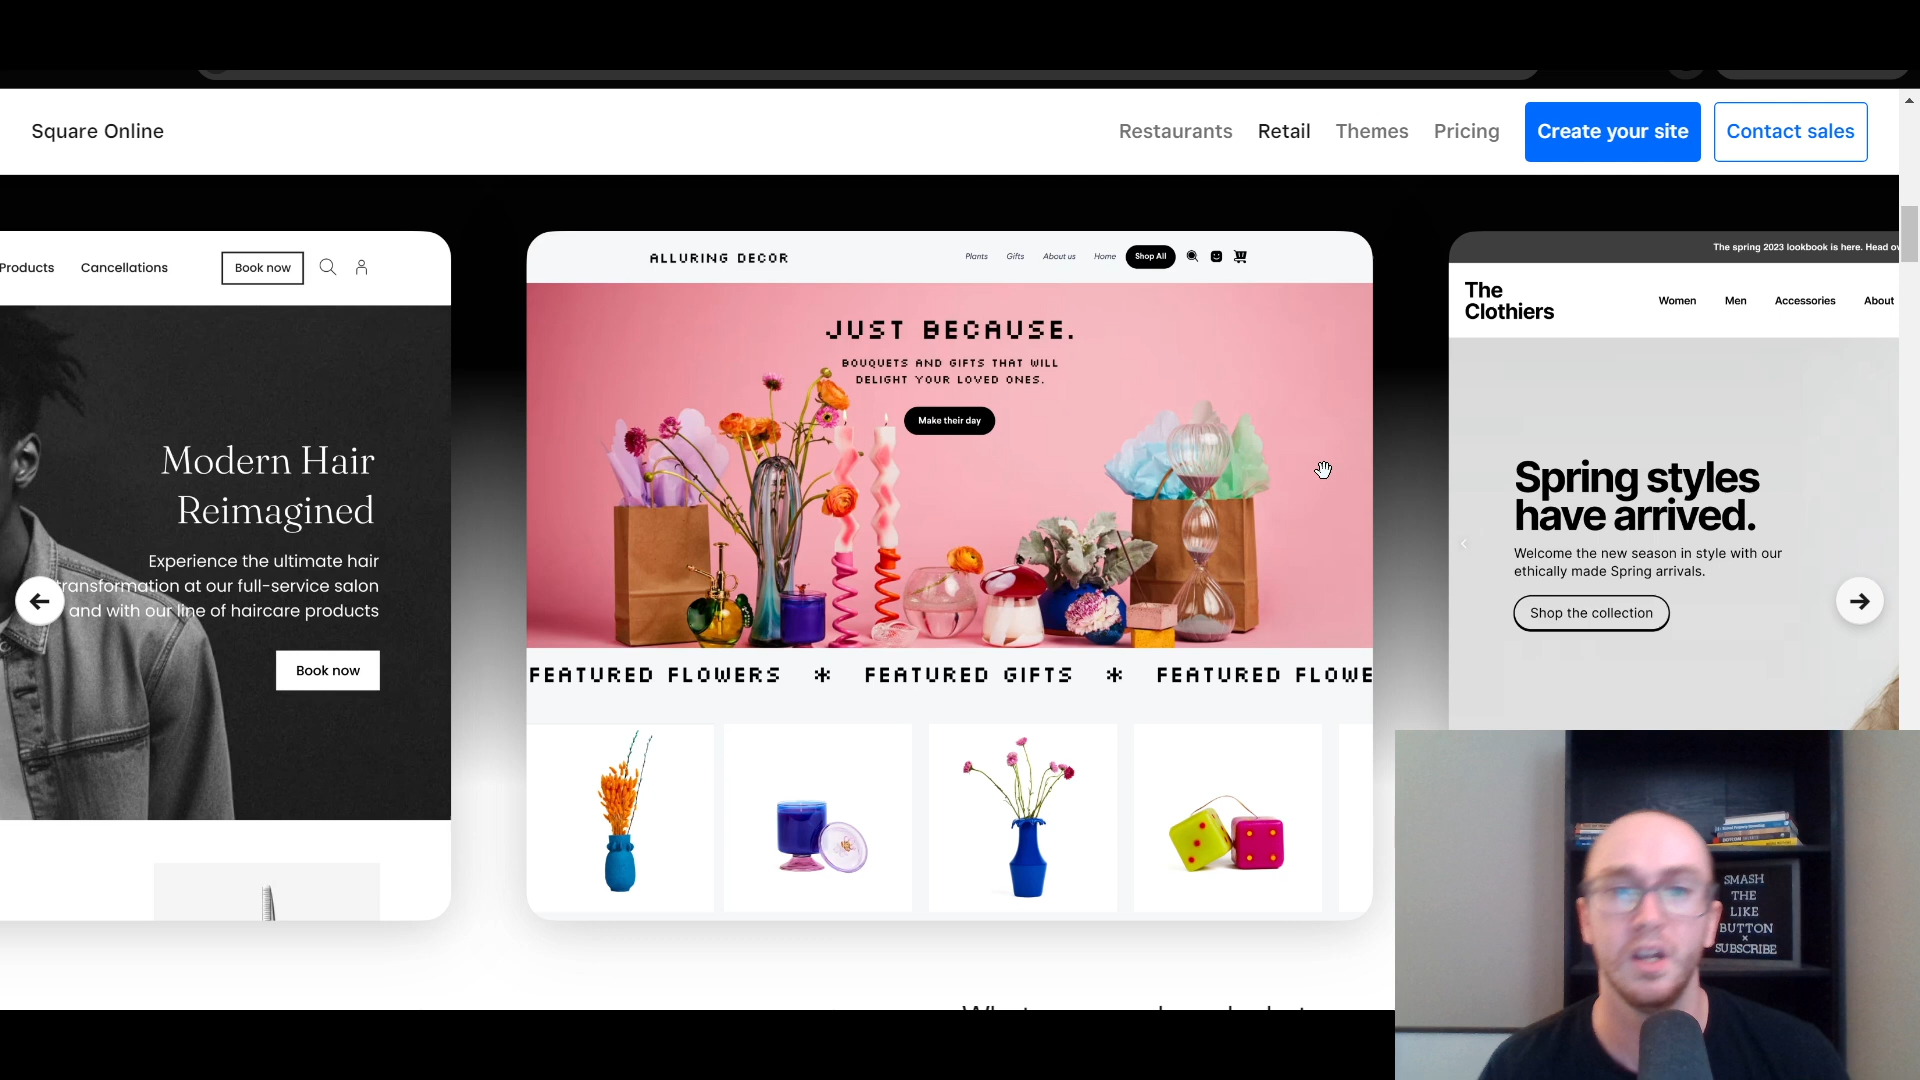 Square Online
Restaurants Retail Themes Pricing Create your site Contact sales
Products Cancellations Book now
Modern Hair
Reimagined
Experience the ultimate hair
transformation at our full-service salon
and with our line of haircare products
Book now
ALLURING DECOR
Plants Gifts About us Home Shop All
JUST BECAUSE.
BOUQUETS AND GIFTS THAT WILL
DELIGHT YOUR LOVED ONES.
Make their day
FEATURED FLOWERS * FEATURED GIFTS * FEATURED FLOWE
The spring 2023 lookbook is here. Head ov
The
Clothiers
Women Men Accessories About
Spring styles
have arrived.
Welcome the new season in style with our
ethically made Spring arrivals.
Shop the collection
SMASH
THE
LIKE
BUTTON
×
SUBSCRIBE